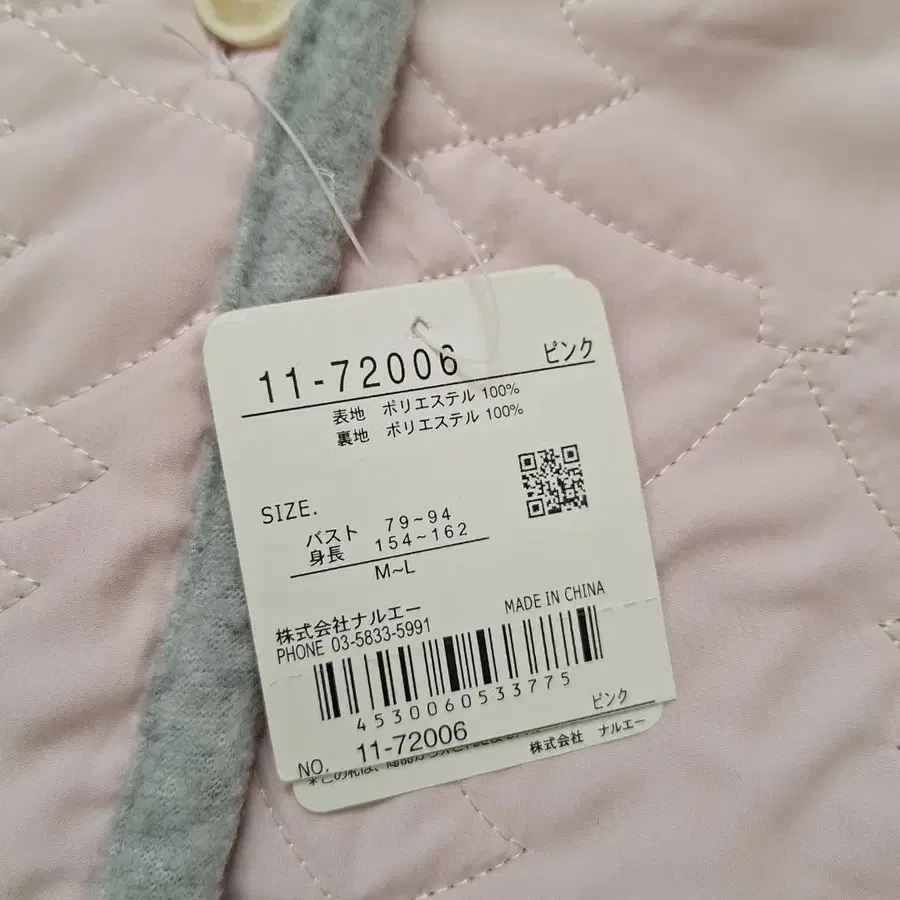 11-72006 ピンク
表地 ポリエステル 100%
裏地 ポリエステル 100%
SIZE.
バスト 79~94
身長 154~162
M~L
MADE IN CHINA
株式会社ナルエー
PHONE 03-5833-5991
4530060533775
ピンク
NO. 11-72006
株式会社 ナルエー